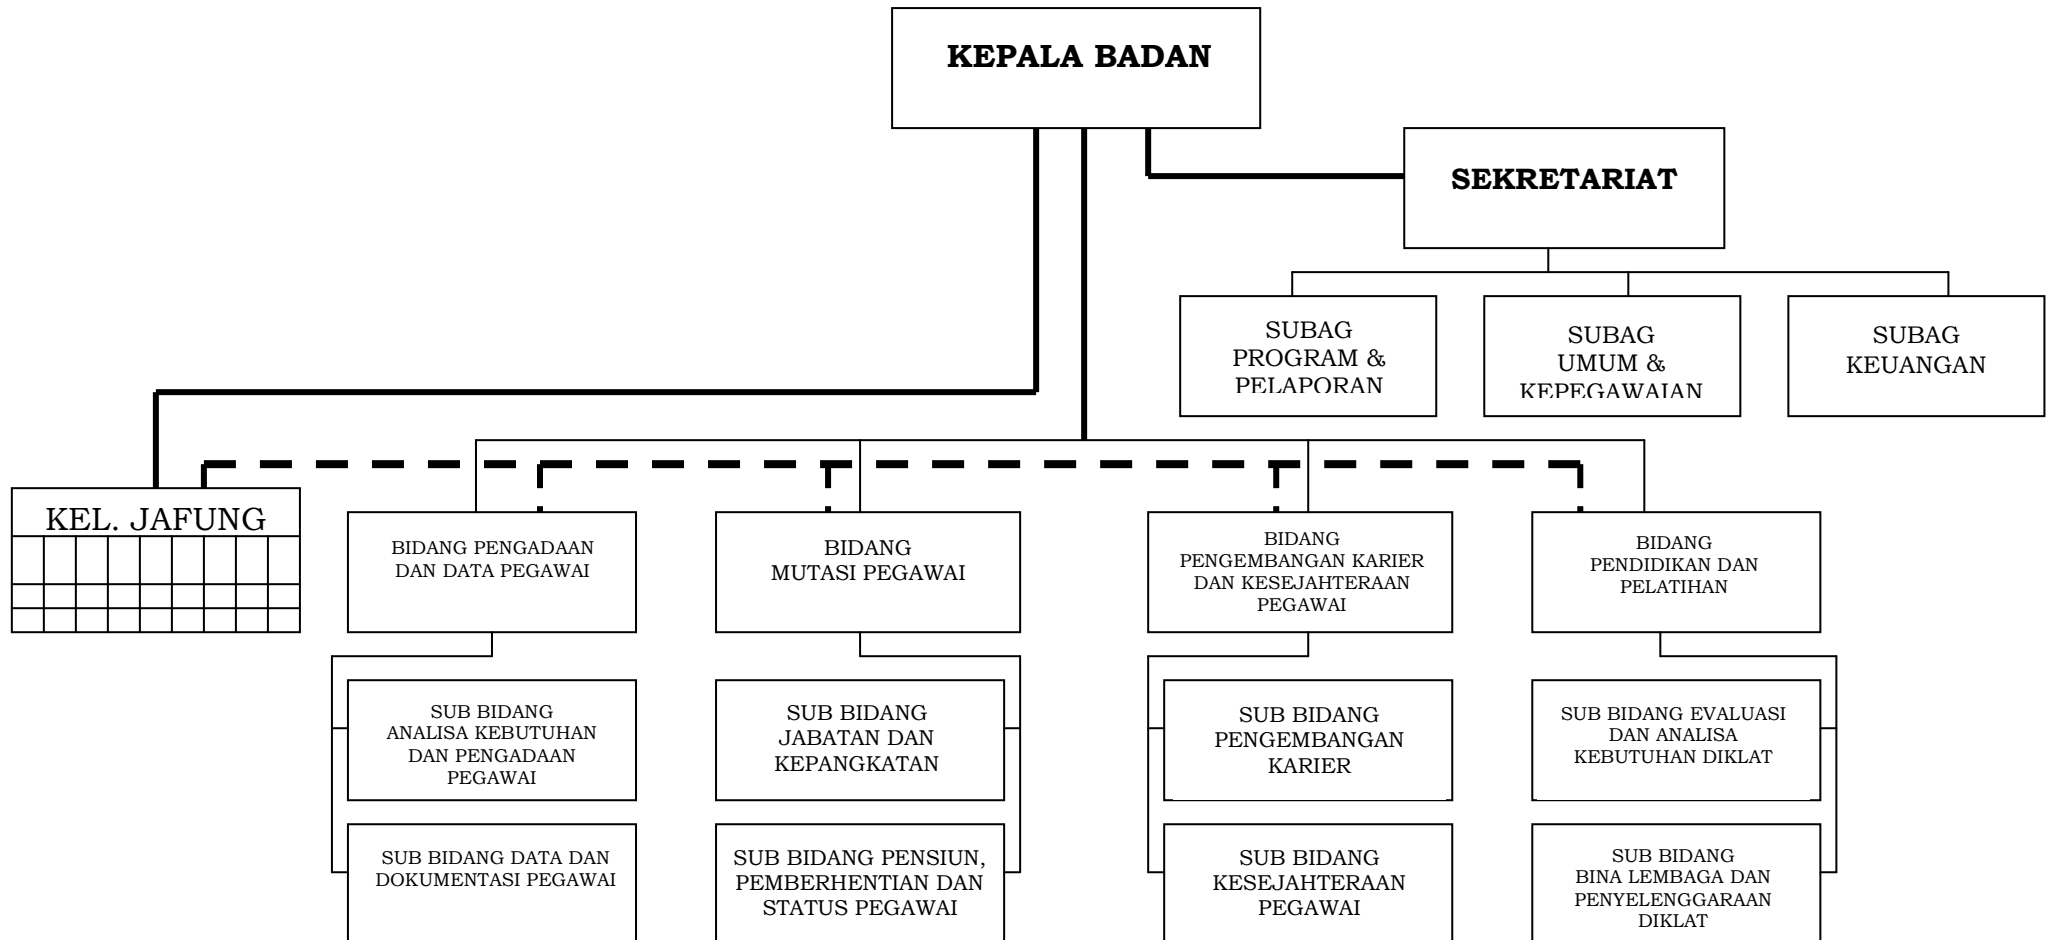 KEPALA BADAN
SEKRETARIAT
SUBAG
PROGRAM &
PELAPORAN
SUBAG
UMUM &
KEPEGAWAIAN
SUBAG
KEUANGAN
KEL. JAFUNG
BIDANG PENGADAAN
DAN DATA PEGAWAI
BIDANG
MUTASI PEGAWAI
BIDANG
PENGEMBANGAN KARIER
DAN KESEJAHTERAAN
PEGAWAI
BIDANG
PENDIDIKAN DAN
PELATIHAN
SUB BIDANG
ANALISA KEBUTUHAN
DAN PENGADAAN
PEGAWAI
SUB BIDANG
JABATAN DAN
KEPANGKATAN
SUB BIDANG
PENGEMBANGAN
KARIER
SUB BIDANG EVALUASI
DAN ANALISA
KEBUTUHAN DIKLAT
SUB BIDANG DATA DAN
DOKUMENTASI PEGAWAI
SUB BIDANG PENSIUN,
PEMBERHENTIAN DAN
STATUS PEGAWAI
SUB BIDANG
KESEJAHTERAAN
PEGAWAI
SUB BIDANG
BINA LEMBAGA DAN
PENYELENGGARAAN
DIKLAT